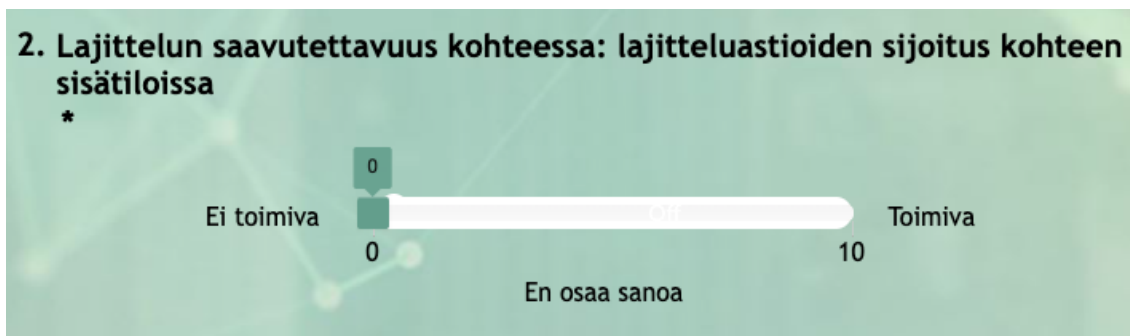 2. Lajittelun saavutettavuus kohteessa: lajitteluastioiden sijoitus kohteen
sisätiloissa
*
0
Ei toimiva
Off
Toimiva
0
10
En osaa sanoa